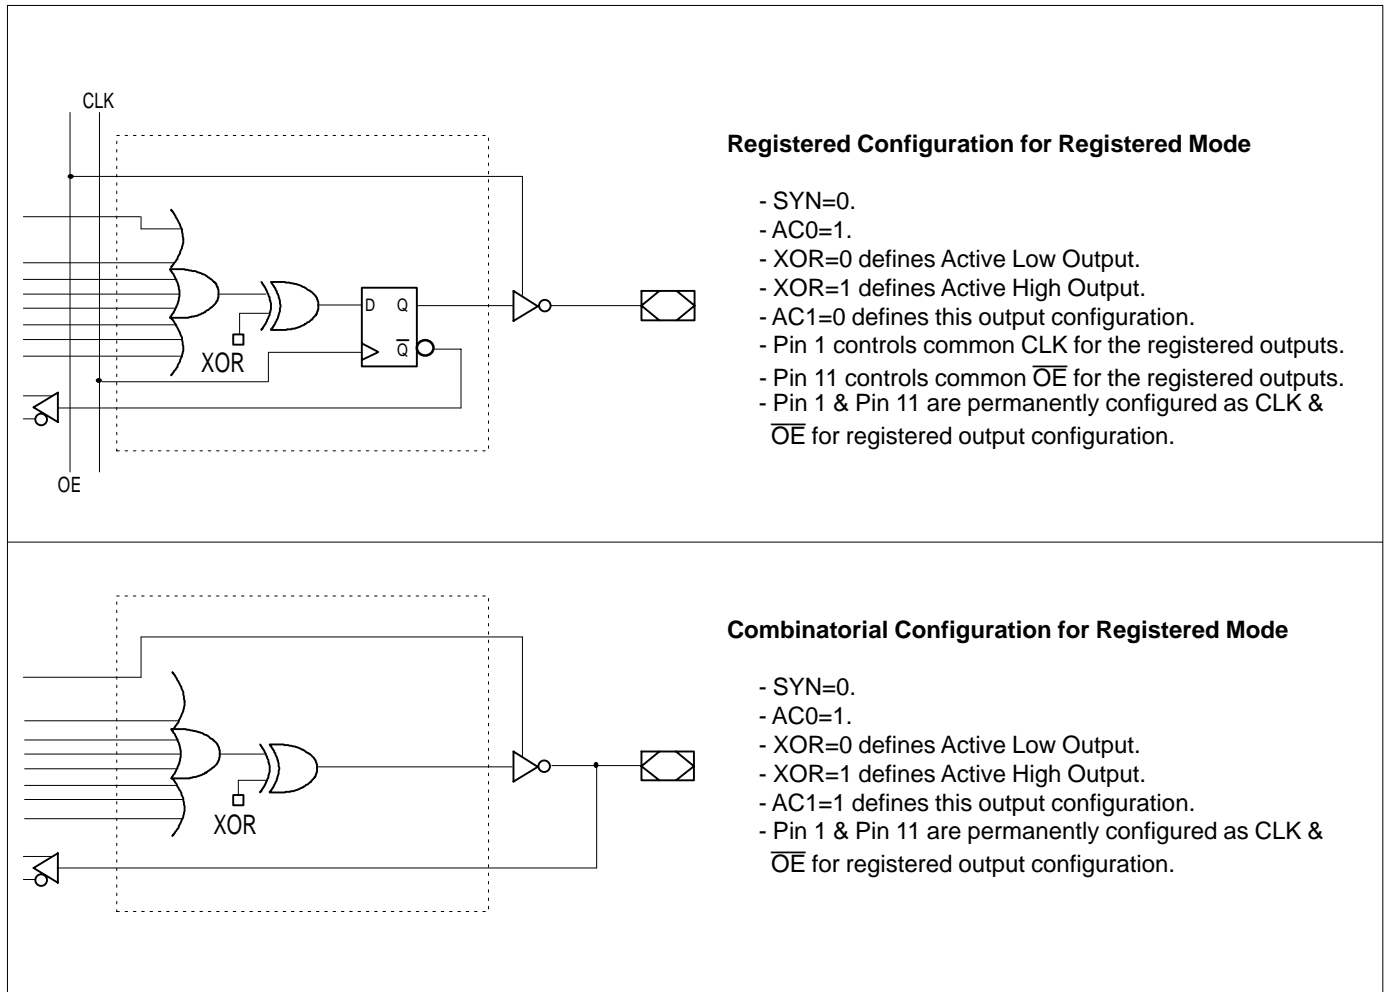 CLK
D Q
Q̅
XOR
OE
Registered Configuration for Registered Mode
- SYN=0.
- AC0=1.
- XOR=0 defines Active Low Output.
- XOR=1 defines Active High Output.
- AC1=0 defines this output configuration.
- Pin 1 controls common CLK for the registered outputs.
- Pin 11 controls common O̅E̅ for the registered outputs.
- Pin 1 & Pin 11 are permanently configured as CLK &
O̅E̅ for registered output configuration.
XOR
Combinatorial Configuration for Registered Mode
- SYN=0.
- AC0=1.
- XOR=0 defines Active Low Output.
- XOR=1 defines Active High Output.
- AC1=1 defines this output configuration.
- Pin 1 & Pin 11 are permanently configured as CLK &
O̅E̅ for registered output configuration.